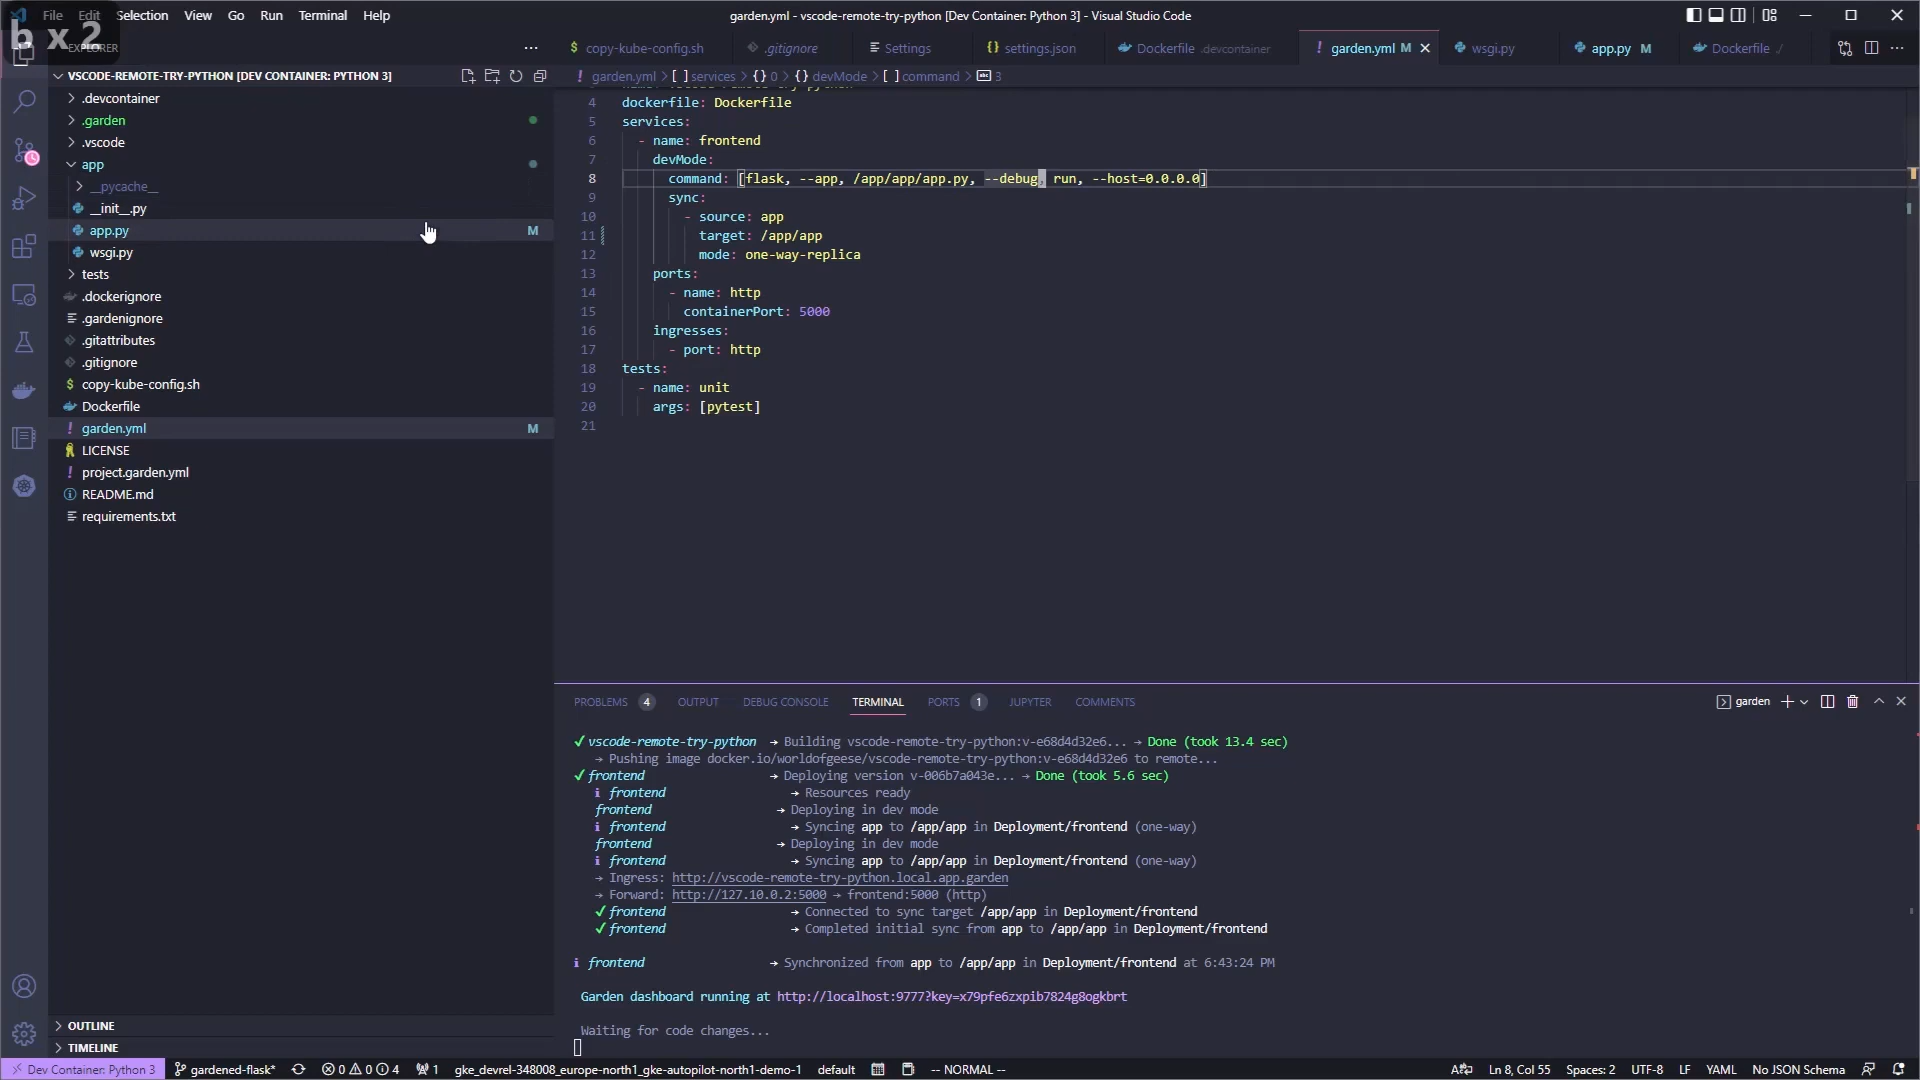 File Edit Selection View Go Run Terminal Help
garden.yml - vscode-remote-try-python [Dev Container: Python 3] - Visual Studio Code
b x2
EXPLORER
copy-kube-config.sh
.gitignore
Settings
settings.json
Dockerfile .devcontainer
garden.yml M
wsgi.py
app.py M
Dockerfile ./
VSCODE-REMOTE-TRY-PYTHON [DEV CONTAINER: PYTHON 3]
garden.yml > [ ] services > {} 0 > {} devMode > [ ] command > 3
.devcontainer
.garden
.vscode
app
__pycache__
__init__.py
app.py M
wsgi.py
tests
.dockerignore
.gardenignore
.gitattributes
.gitignore
copy-kube-config.sh
Dockerfile
garden.yml M
LICENSE
project.garden.yml
README.md
requirements.txt
OUTLINE
TIMELINE
4 dockerfile: Dockerfile
5 services:
6 - name: frontend
7 devMode:
8 command: [flask, --app, /app/app/app.py, --debug, run, --host=0.0.0.0]
9 sync:
10 - source: app
11 target: /app/app
12 mode: one-way-replica
13 ports:
14 - name: http
15 containerPort: 5000
16 ingresses:
17 - port: http
18 tests:
19 - name: unit
20 args: [pytest]
21
PROBLEMS 4 OUTPUT DEBUG CONSOLE TERMINAL PORTS 1 JUPYTER COMMENTS
garden
✓ vscode-remote-try-python → Building vscode-remote-try-python:v-e68d4d32e6... → Done (took 13.4 sec)
→ Pushing image docker.io/worldofgeese/vscode-remote-try-python:v-e68d4d32e6 to remote...
✓ frontend → Deploying version v-006b7a043e... → Done (took 5.6 sec)
i frontend → Resources ready
frontend → Deploying in dev mode
i frontend → Syncing app to /app/app in Deployment/frontend (one-way)
frontend → Deploying in dev mode
i frontend → Syncing app to /app/app in Deployment/frontend (one-way)
→ Ingress: http://vscode-remote-try-python.local.app.garden
→ Forward: http://127.10.0.2:5000 → frontend:5000 (http)
✓ frontend → Connected to sync target /app/app in Deployment/frontend
✓ frontend → Completed initial sync from app to /app/app in Deployment/frontend
i frontend → Synchronized from app to /app/app in Deployment/frontend at 6:43:24 PM
Garden dashboard running at http://localhost:9777?key=x79pfe6zxpib7824g8ogkbrt
Waiting for code changes...
Dev Container: Python 3 gardened-flask* 0 0 4 1 gke_devrel-348008_europe-north1_gke-autopilot-north1-demo-1 default -- NORMAL -- Ln 8, Col 55 Spaces: 2 UTF-8 LF YAML No JSON Schema